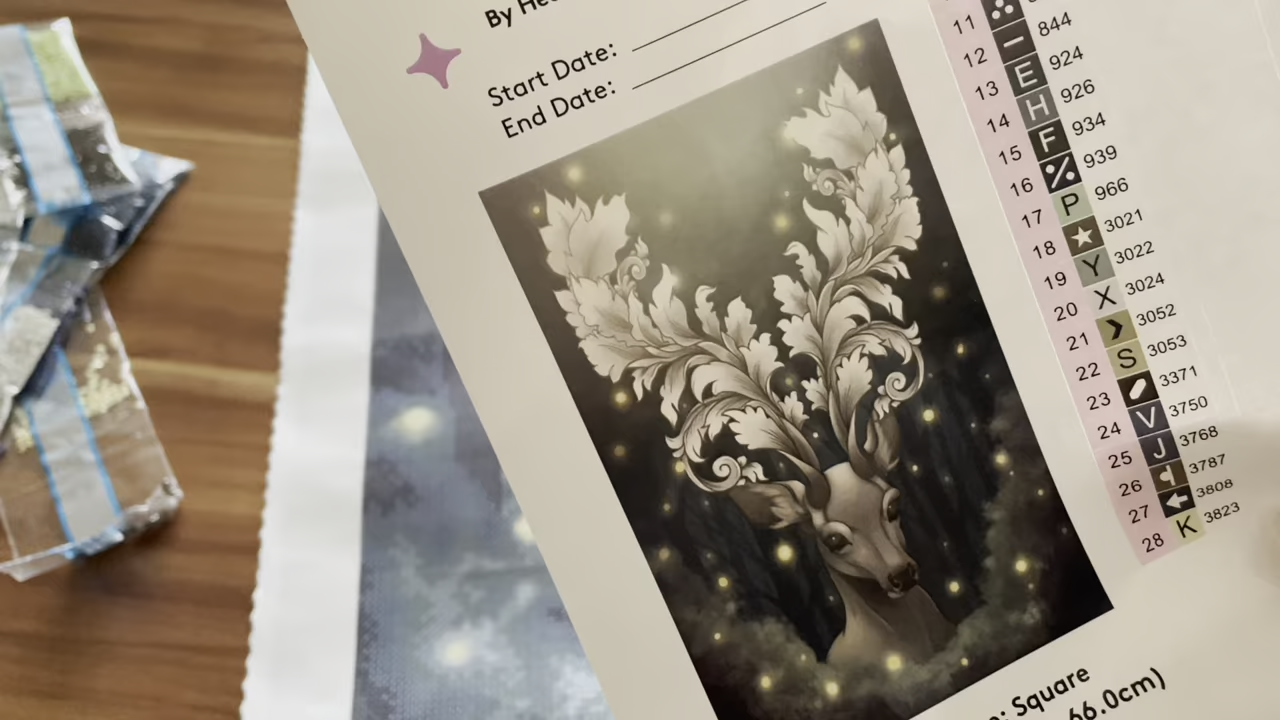 By
Start Date:
End Date:
11
12 844
13 E 924
14 H 926
15 F 934
16 % 939
17 P 966
18 ★ 3021
19 Y 3022
20 X 3024
21 ❯ 3052
22 S 3053
23 3371
24 V 3750
25 J 3768
26 ¶ 3787
27 ← 3808
28 K 3823
: Square
66.0cm)